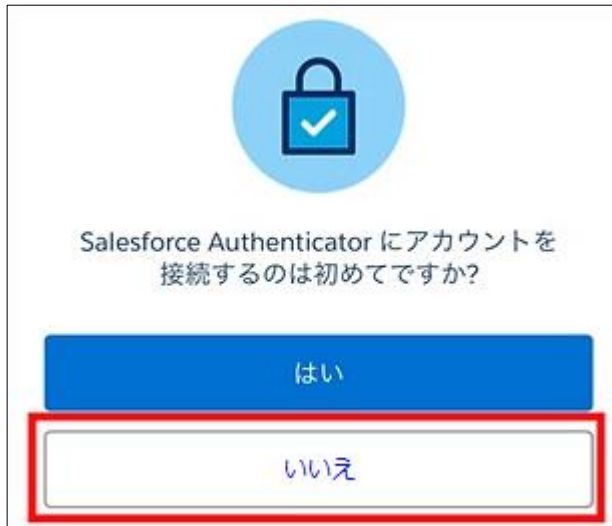 Salesforce Authenticator にアカウントを
接続するのは初めてですか?
はい
いいえ